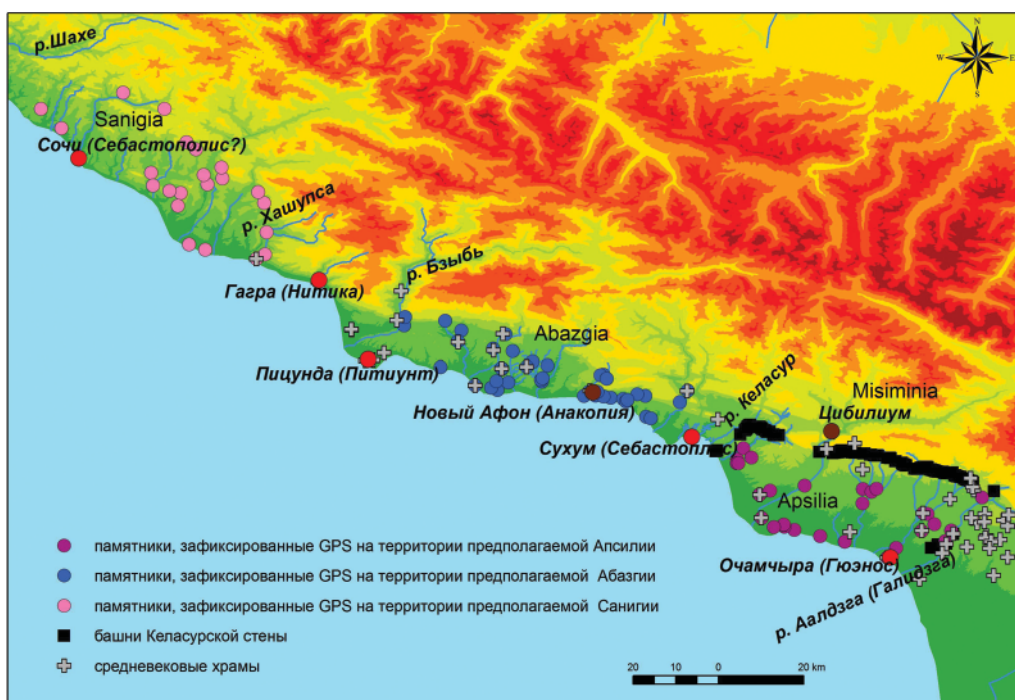 р.Шахе
N
W
E
S
Sanigia
Сочи (Себастополис?)
р. Хашупса
Гагра (Нитика)
р. Бзыбь
Abazgia
Пицунда (Питиунт)
Новый Афон (Анакопия)
р. Келасур
Misiminia
Цибилиум
Сухум (Себастополис)
Apsilia
Очамчыра (Гюэнос)
р. Аалдзга (Галидзга)
памятники, зафиксированные GPS на территории предполагаемой Апсилии
памятники, зафиксированные GPS на территории предполагаемой Абазгии
памятники, зафиксированные GPS на территории предполагаемой Санигии
башни Келасурской стены
средневековые храмы
20 10 0 20 km